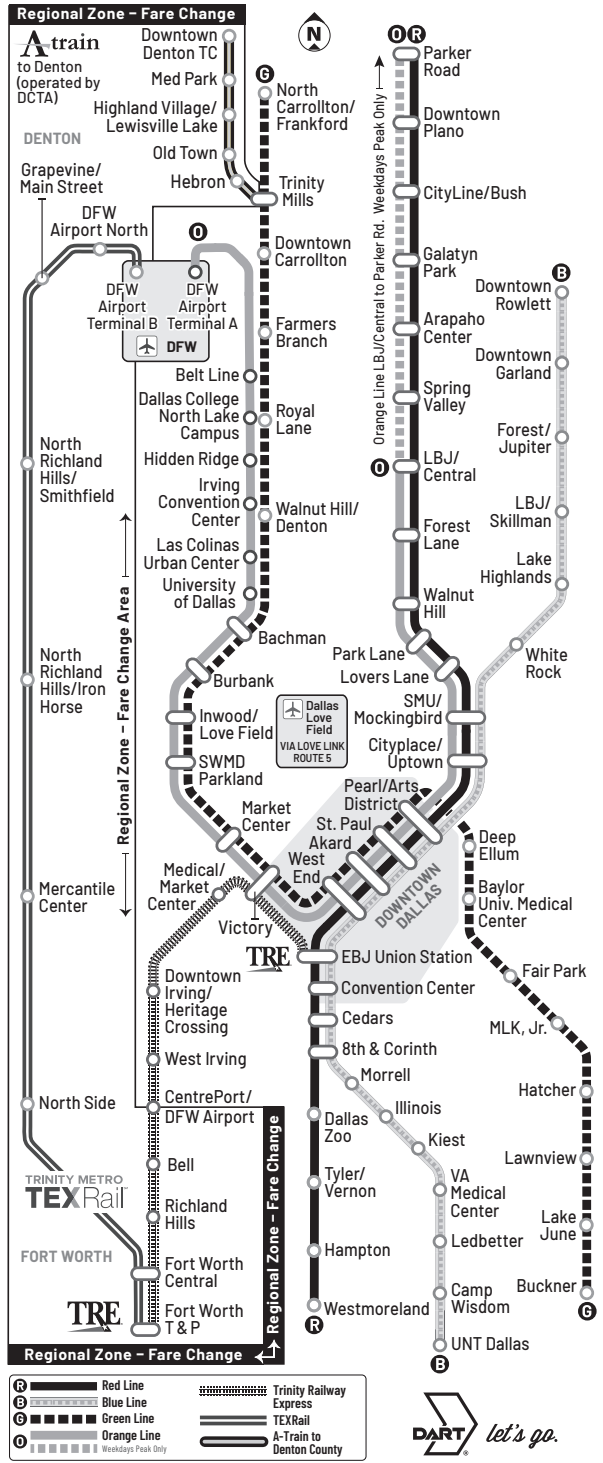 Regional Zone – Fare Change
A train
to Denton
(operated by
DCTA)
DENTON
Downtown
Denton TC
Med Park
Highland Village/
Lewisville Lake
Old Town
Hebron
Trinity
Mills
Grapevine/
Main Street
DFW
Airport North
DFW
Airport
Terminal B
DFW
Airport
Terminal A
DFW
O
G
North
Carrollton/
Frankford
Downtown
Carrollton
Farmers
Branch
Royal
Lane
Walnut Hill/
Denton
Belt Line
Dallas College
North Lake
Campus
Hidden Ridge
Irving
Convention
Center
Las Colinas
Urban Center
University
of Dallas
Bachman
Burbank
Inwood/
Love Field
SWMD
Parkland
Market
Center
Medical/
Market
Center
Victory
N
O R
Parker
Road
Downtown
Plano
CityLine/Bush
Galatyn
Park
Arapaho
Center
Spring
Valley
O
LBJ/
Central
Forest
Lane
Walnut
Hill
Park Lane
Lovers Lane
SMU/
Mockingbird
Cityplace/
Uptown
Orange Line LBJ/Central to Parker Rd. Weekdays Peak Only
B
Downtown
Rowlett
Downtown
Garland
Forest/
Jupiter
LBJ/
Skillman
Lake
Highlands
White
Rock
Dallas
Love
Field
VIA LOVE LINK
ROUTE 5
Pearl/Arts
District
St. Paul
Akard
West
End
DOWNTOWN
DALLAS
TRE
EBJ Union Station
Convention Center
Cedars
8th & Corinth
Morrell
Illinois
Kiest
VA
Medical
Center
Ledbetter
Camp
Wisdom
UNT Dallas
B
Dallas
Zoo
Tyler/
Vernon
Hampton
Westmoreland
R
Deep
Ellum
Baylor
Univ. Medical
Center
Fair Park
MLK, Jr.
Hatcher
Lawnview
Lake
June
Buckner
G
North
Richland
Hills/
Smithfield
North
Richland
Hills/Iron
Horse
Mercantile
Center
North Side
Regional Zone – Fare Change Area
Downtown
Irving/
Heritage
Crossing
West Irving
CentrePort/
DFW Airport
Bell
Richland
Hills
Fort Worth
Central
Fort Worth
T & P
TRINITY METRO
TEXRail
FORT WORTH
TRE
Regional Zone – Fare Change
Regional Zone – Fare Change
R Red Line
B Blue Line
G Green Line
O Orange Line
Weekdays Peak Only
Trinity Railway
Express
TEXRail
A-Train to
Denton County
DART
let's go.